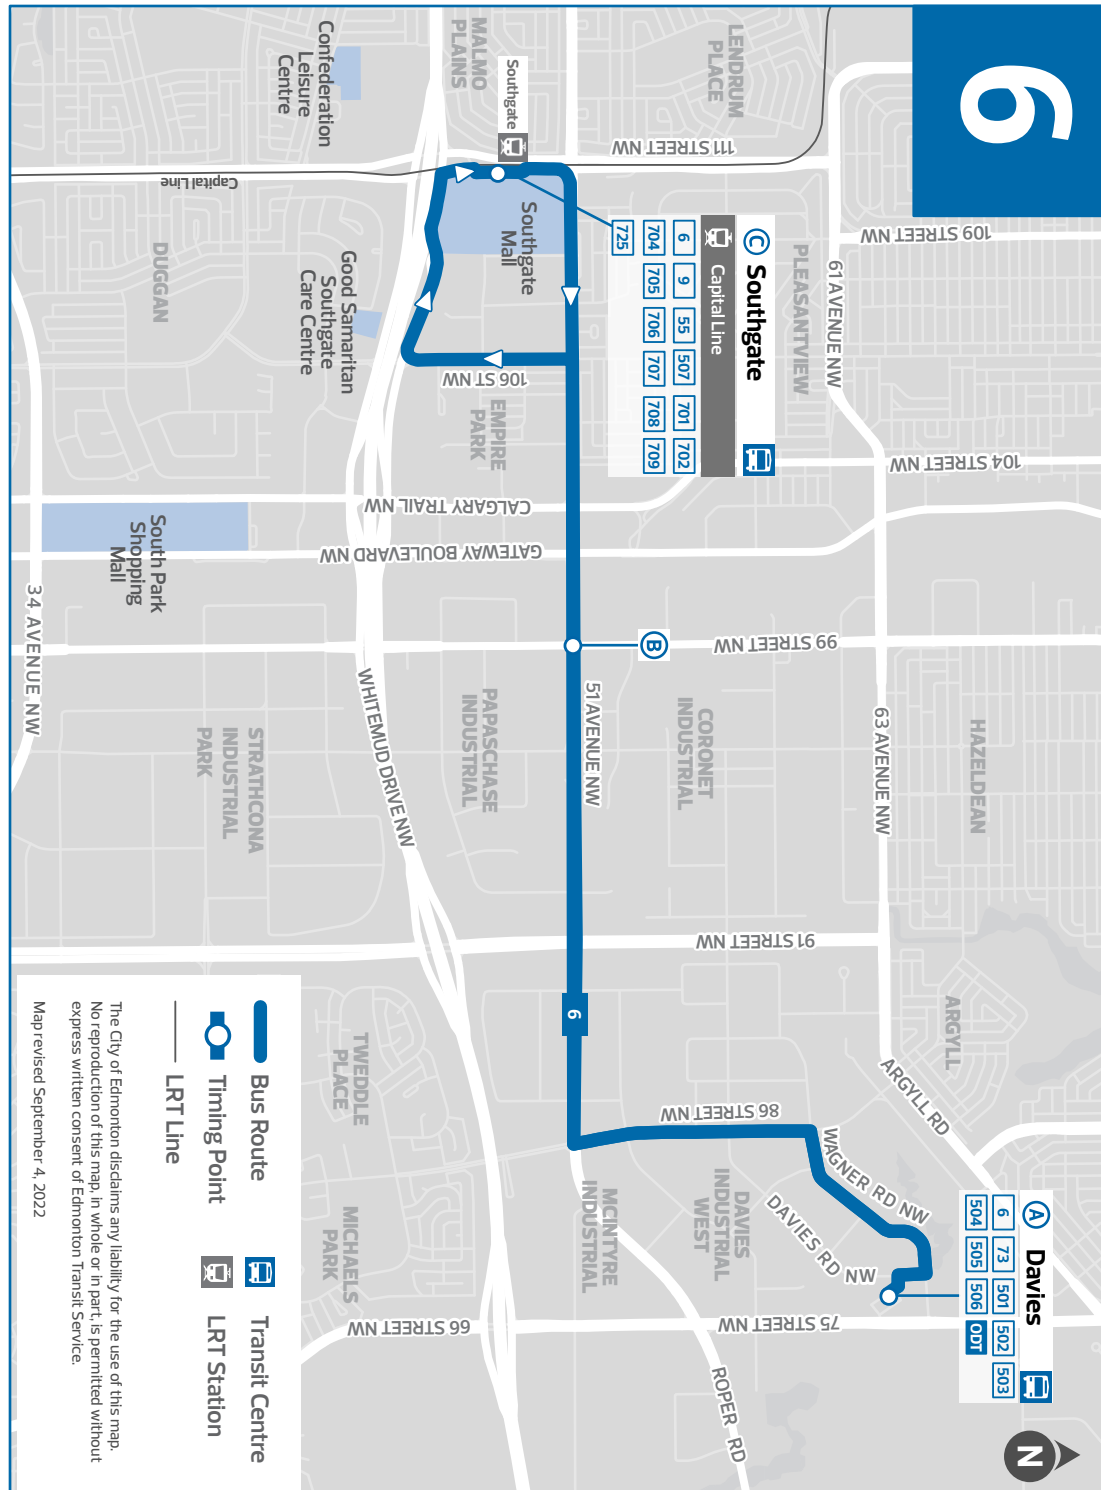 6
LENDRUM
PLACE
MALMO
PLAINS
Southgate
Confederation
Leisure
Centre
111 STREET NW
Capital Line
109 STREET NW
PLEASANTVIEW
61 AVENUE NW
C Southgate
Capital Line
6 9 55 507 701 702
704 705 706 707 708 709
725
Southgate
Mall
DUGGAN
Good Samaritan
Southgate
Care Centre
106 ST NW
EMPIRE
PARK
104 STREET NW
CALGARY TRAIL NW
GATEWAY BOULEVARD NW
South Park
Shopping
Mall
34 AVENUE NW
99 STREET NW
B
51 AVENUE NW
WHITEMUD DRIVE NW
PAPASCHASE
INDUSTRIAL
CORONET
INDUSTRIAL
STRATHCONA
INDUSTRIAL
PARK
63 AVENUE NW
HAZELDEAN
91 STREET NW
6
ARGYLL
ARGYLL RD
86 STREET NW
WAGNER RD NW
DAVIES RD NW
DAVIES
INDUSTRIAL
WEST
MCINTYRE
INDUSTRIAL
TWEDDLE
PLACE
MICHAELS
PARK
66 STREET NW
75 STREET NW
ROPER RD
A Davies
6 73 501 502 503
504 505 506 ODT
N
Bus Route
Timing Point
LRT Line
Transit Centre
LRT Station
The City of Edmonton disclaims any liability for the use of this map.
No reproduction of this map, in whole or in part, is permitted without
express written consent of Edmonton Transit Service.
Map revised September 4, 2022